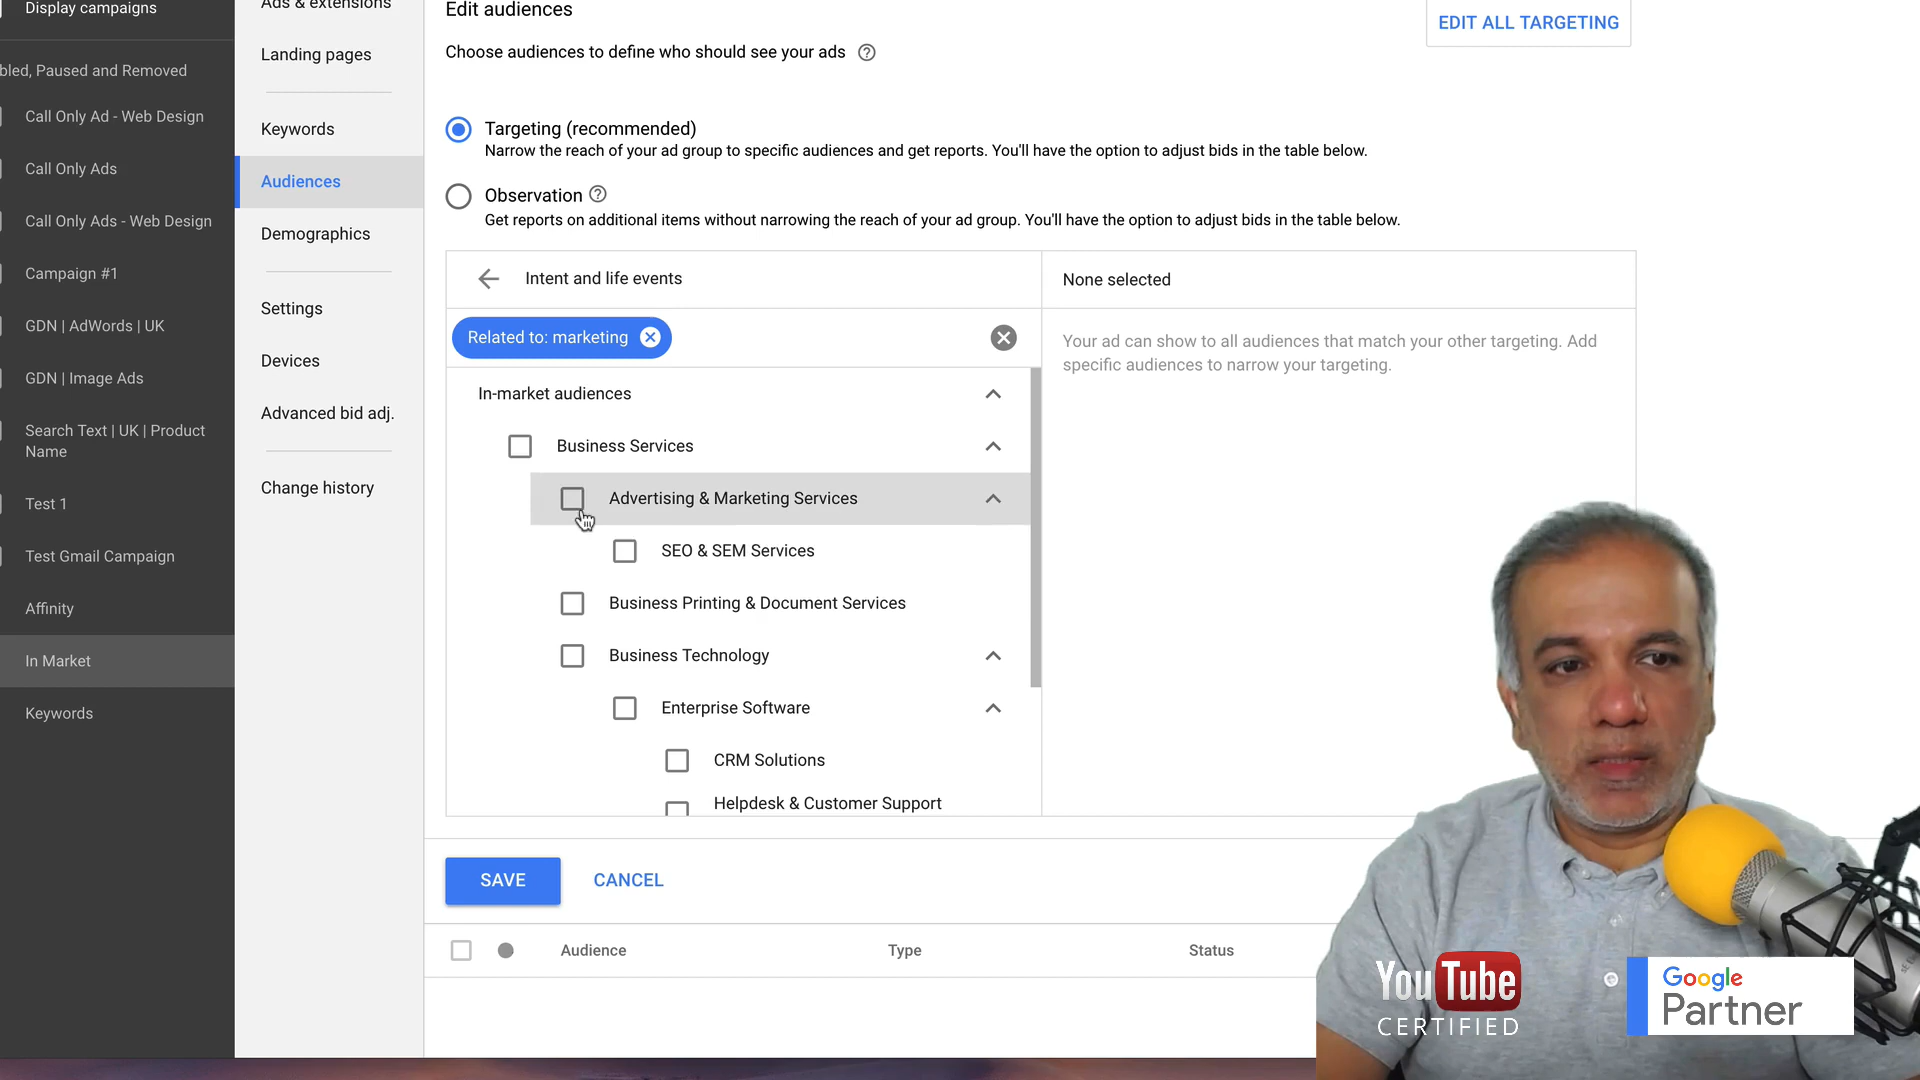 Display campaigns
bled, Paused and Removed
Call Only Ad - Web Design
Call Only Ads
Call Only Ads - Web Design
Campaign #1
GDN | AdWords | UK
GDN | Image Ads
Search Text | UK | Product
Name
Test 1
Test Gmail Campaign
Affinity
In Market
Keywords
Ads & extensions
Landing pages
Keywords
Audiences
Demographics
Settings
Devices
Advanced bid adj.
Change history
Edit audiences
EDIT ALL TARGETING
Choose audiences to define who should see your ads
Targeting (recommended)
Narrow the reach of your ad group to specific audiences and get reports. You'll have the option to adjust bids in the table below.
Observation
Get reports on additional items without narrowing the reach of your ad group. You'll have the option to adjust bids in the table below.
Intent and life events
Related to: marketing
In-market audiences
Business Services
Advertising & Marketing Services
SEO & SEM Services
Business Printing & Document Services
Business Technology
Enterprise Software
CRM Solutions
Helpdesk & Customer Support
None selected
Your ad can show to all audiences that match your other targeting. Add
specific audiences to narrow your targeting.
SAVE
CANCEL
Audience
Type
Status
YouTube
CERTIFIED
Google
Partner